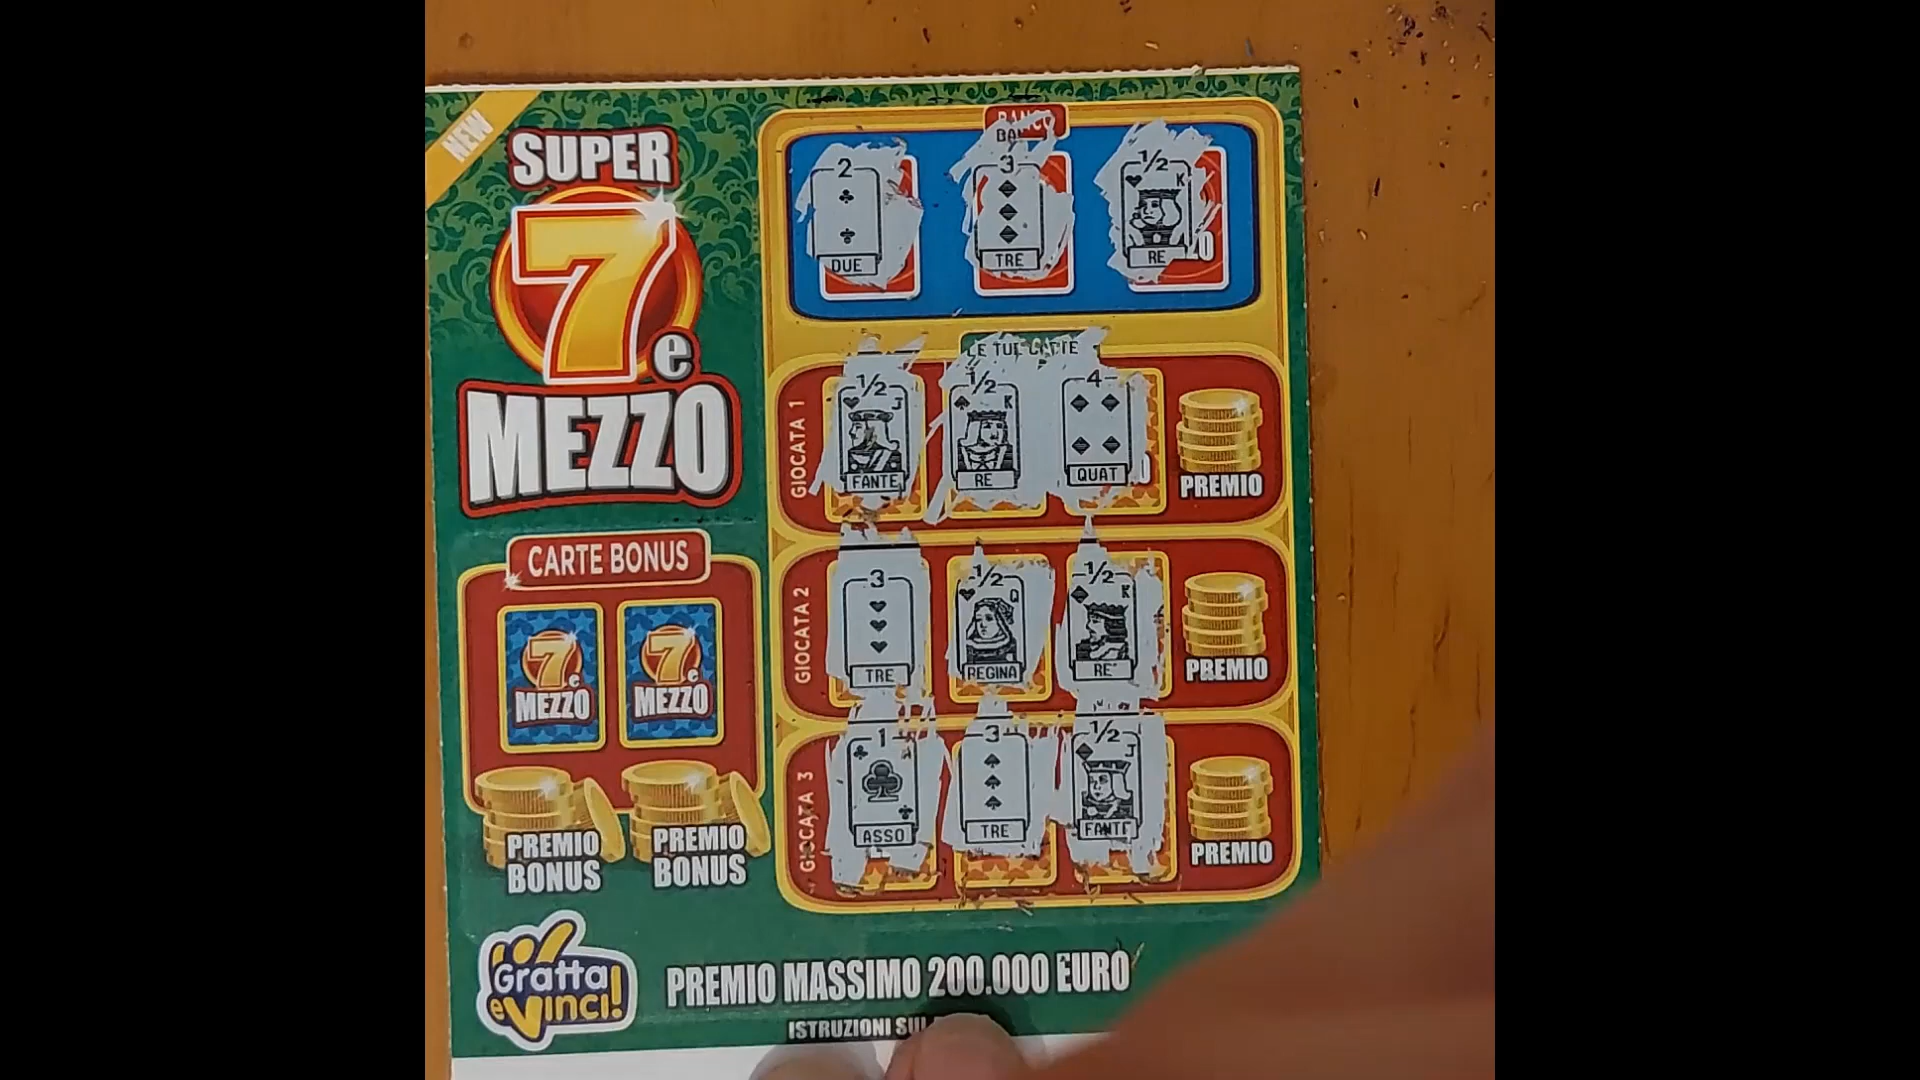 NEW
SUPER
7 e
MEZZO
BANCO
2
DUE
3
TRE
1/2
K
RE
LE TUE CARTE
GIOCATA 1
1/2
J
FANTE
1/2
K
RE
4
QUAT
PREMIO
GIOCATA 2
3
TRE
1/2
Q
REGINA
1/2
K
RE
PREMIO
GIOCATA 3
1
ASSO
3
TRE
1/2
J
FANTE
PREMIO
CARTE BONUS
7 e
MEZZO
7 e
MEZZO
PREMIO
BONUS
PREMIO
BONUS
Gratta
e Vinci!
PREMIO MASSIMO 200.000 EURO
ISTRUZIONI SUL